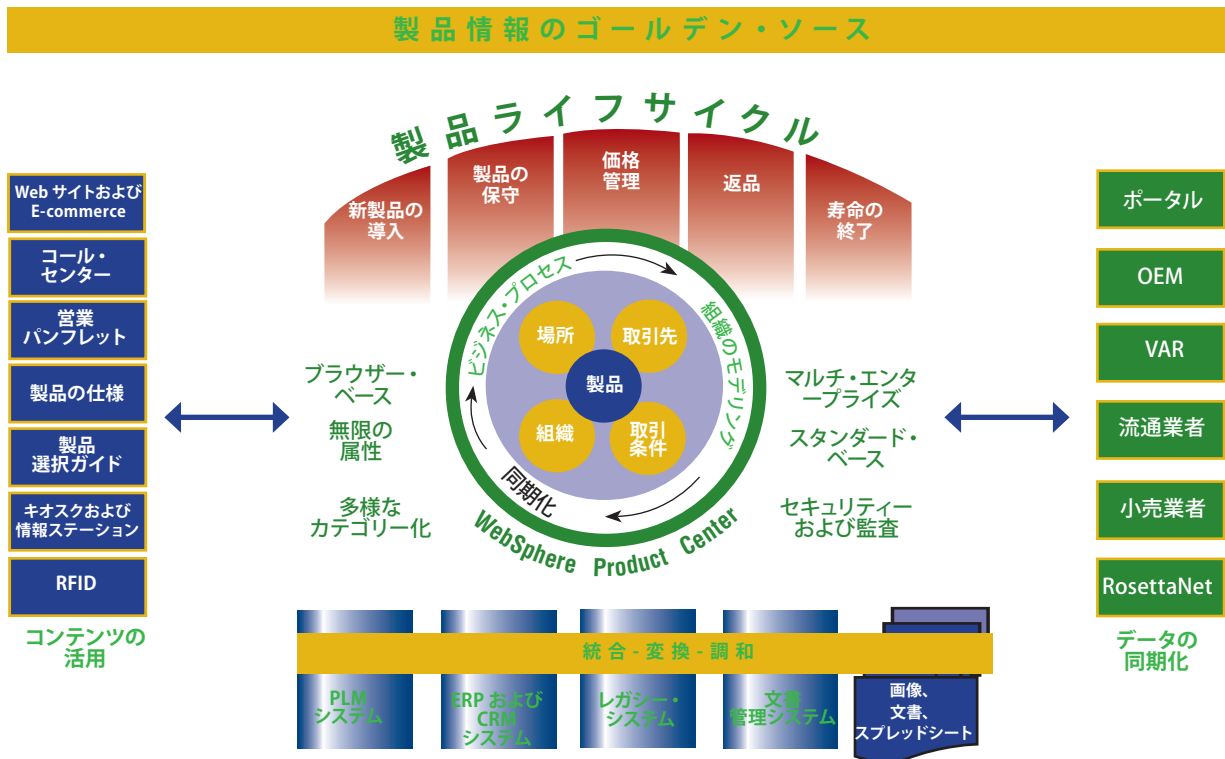 製品情報のゴールデン・ソース
製品ライフサイクル
新製品の
導入
製品の
保守
価格
管理
返品
寿命の
終了
Web サイトおよび
E-commerce
コール・
センター
営業
パンフレット
製品の仕様
製品
選択ガイド
キオスクおよび
情報ステーション
RFID
コンテンツの
活用
ブラウザー・
ベース
無限の
属性
多様な
カテゴリー化
ビジネス・プロセス
組織のモデリング
同期化
場所
取引先
製品
組織
取引
条件
WebSphere Product Center
マルチ・エンタ
ープライズ
スタンダード・
ベース
セキュリティー
および監査
ポータル
OEM
VAR
流通業者
小売業者
RosettaNet
データの
同期化
統合-変換-調和
PLM
システム
ERP および
CRM
システム
レガシー・
システム
文書
管理システム
画像、
文書、
スプレッドシート